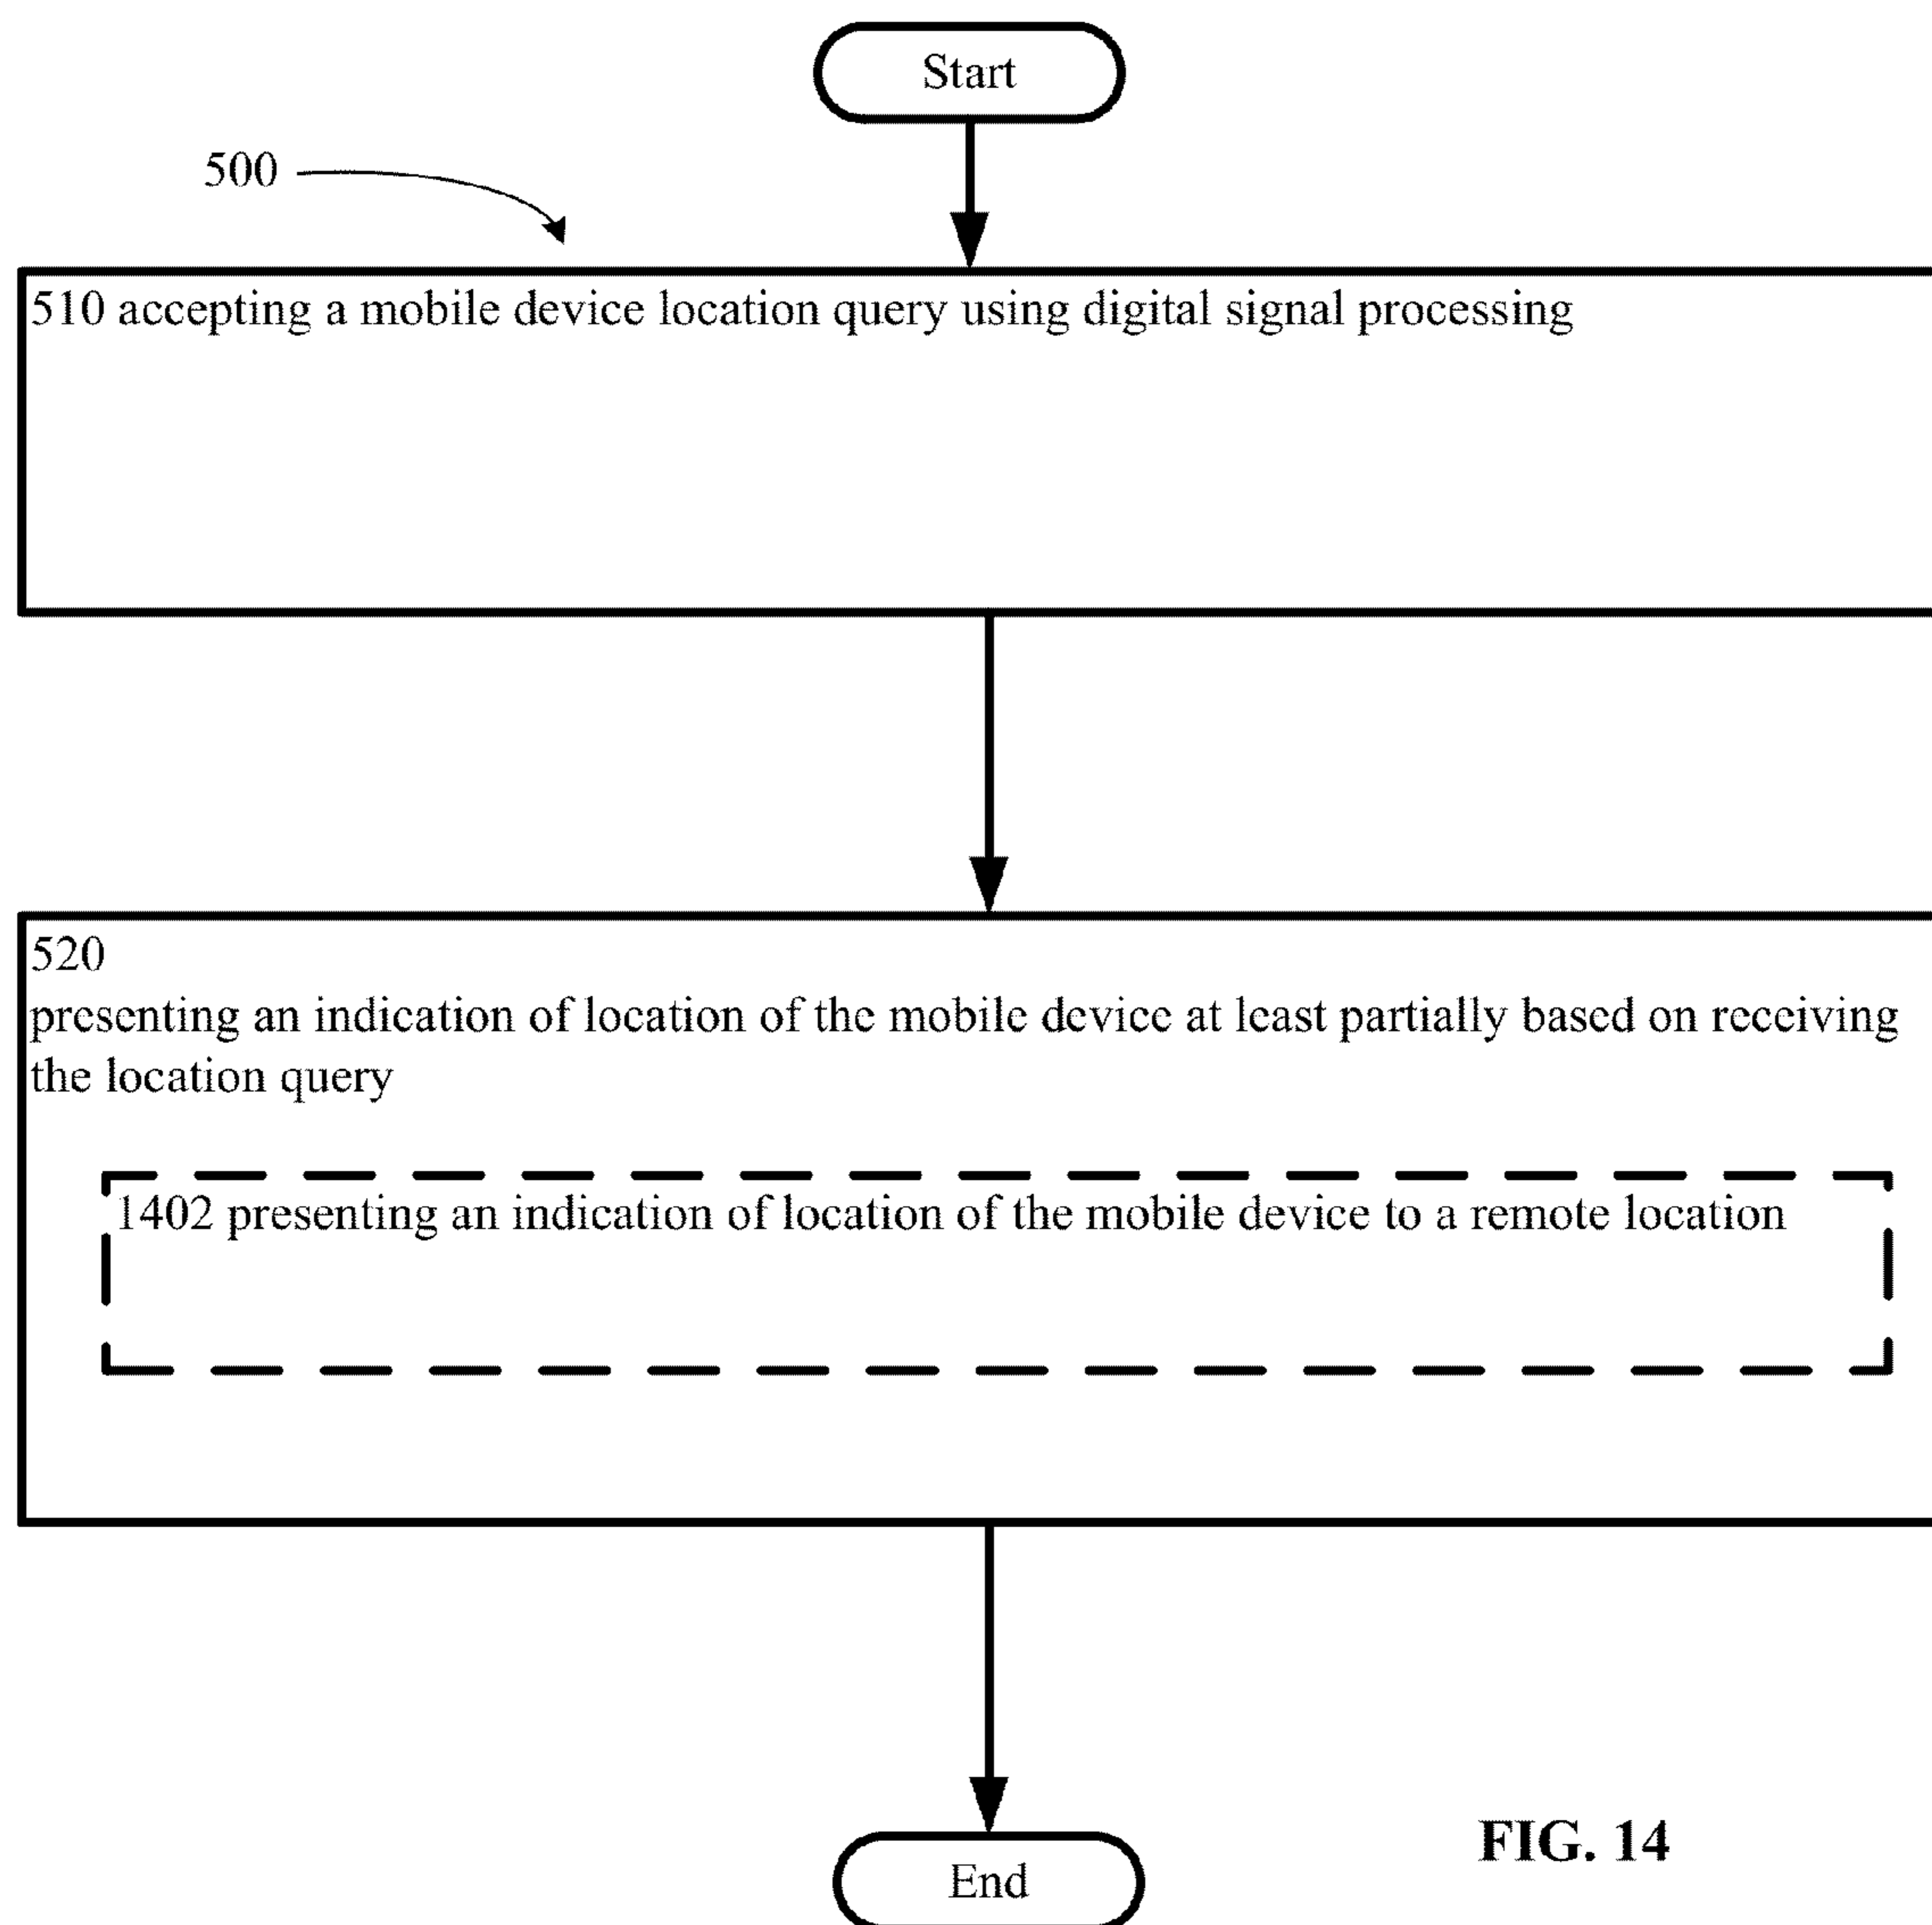 Start
500
510 accepting a mobile device location query using digital signal processing
520
presenting an indication of location of the mobile device at least partially based on receiving
the location query
1402 presenting an indication of location of the mobile device to a remote location
End
FIG. 14